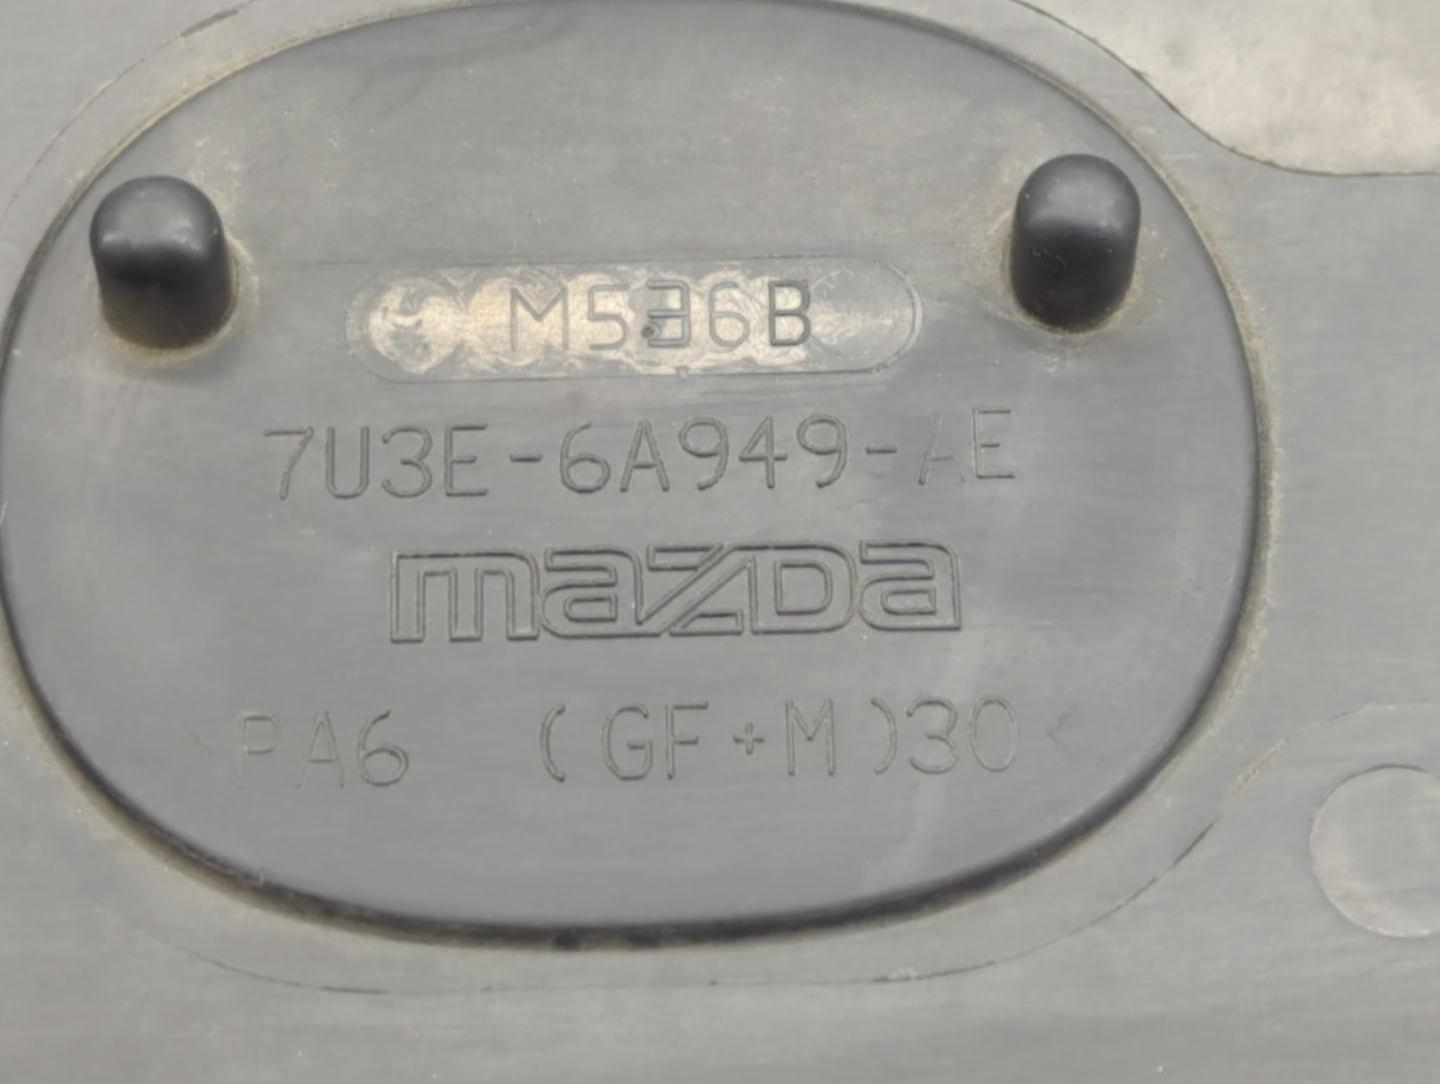 M536B
7U3E-6A949-AE
mazda
>PA6 (GF+M)30<